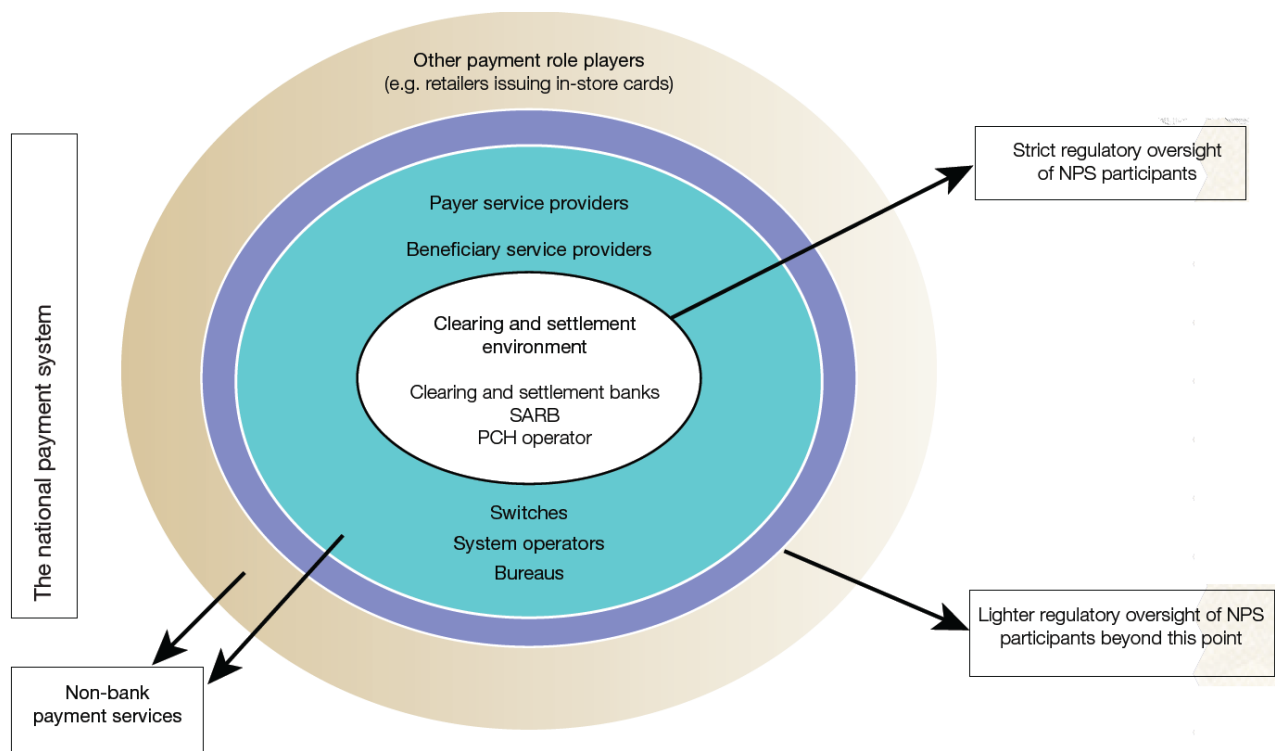 Other payment role players
(e.g. retailers issuing in-store cards)
The national payment system
Strict regulatory oversight
of NPS participants
Payer service providers
Beneficiary service providers
Clearing and settlement
environment
Clearing and settlement banks
SARB
PCH operator
Switches
System operators
Bureaus
Lighter regulatory oversight of NPS
participants beyond this point
Non-bank
payment services